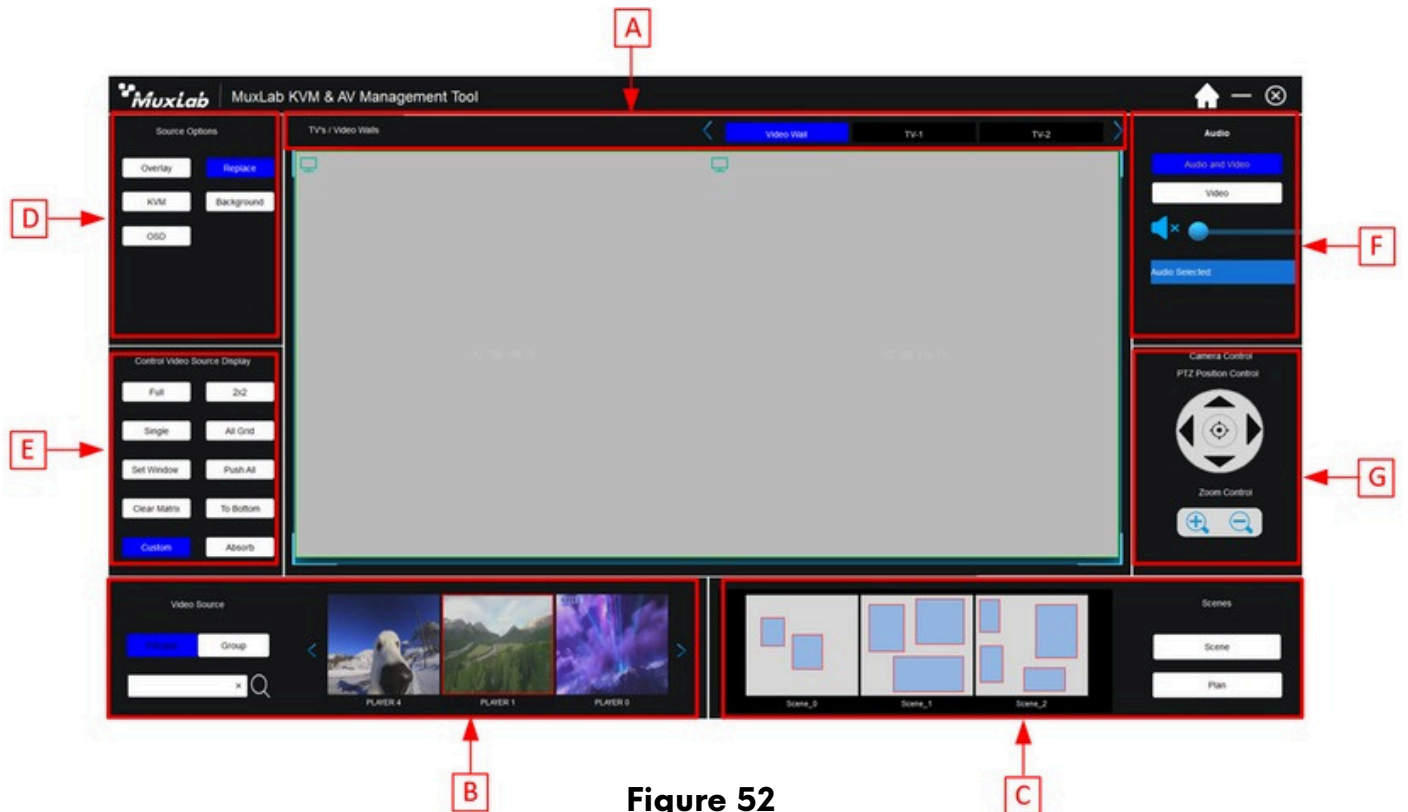 A
MuxLab MuxLab KVM & AV Management Tool
Source Options
Overlay Replace
KVM Background
OSD
D
TV's / Video Walls
Video Wall TV-1 TV-2
Audio
Audio and Video
Video
Audio Selected
F
Control Video Source Display
Full 2x2
Single All Grid
Set Window Push All
Clear Matrix To Bottom
Custom Absorb
E
Camera Control
PTZ Position Control
Zoom Control
G
Video Source
Group
PLAYER 4 PLAYER 1 PLAYER 0
Scene_0 Scene_1 Scene_2
Scenes
Scene
Plan
B
Figure 52
C